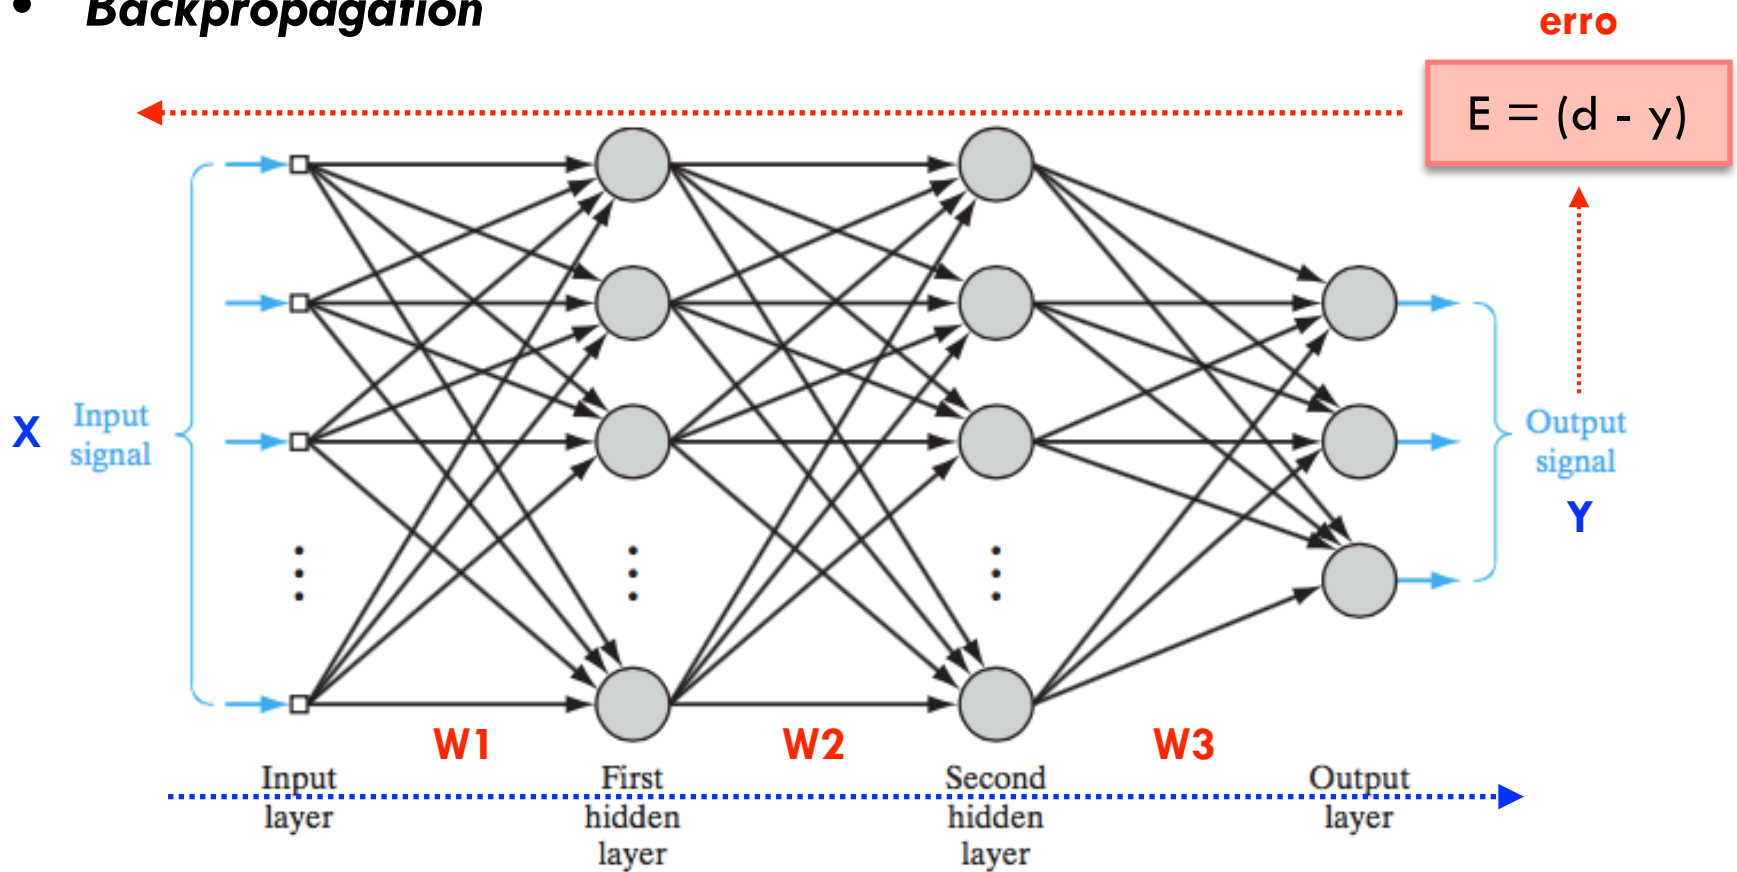 • Backpropagation
erro
E = (d - y)
X
Input
signal
Output
signal
Y
W1
W2
W3
Input
layer
First
hidden
layer
Second
hidden
layer
Output
layer